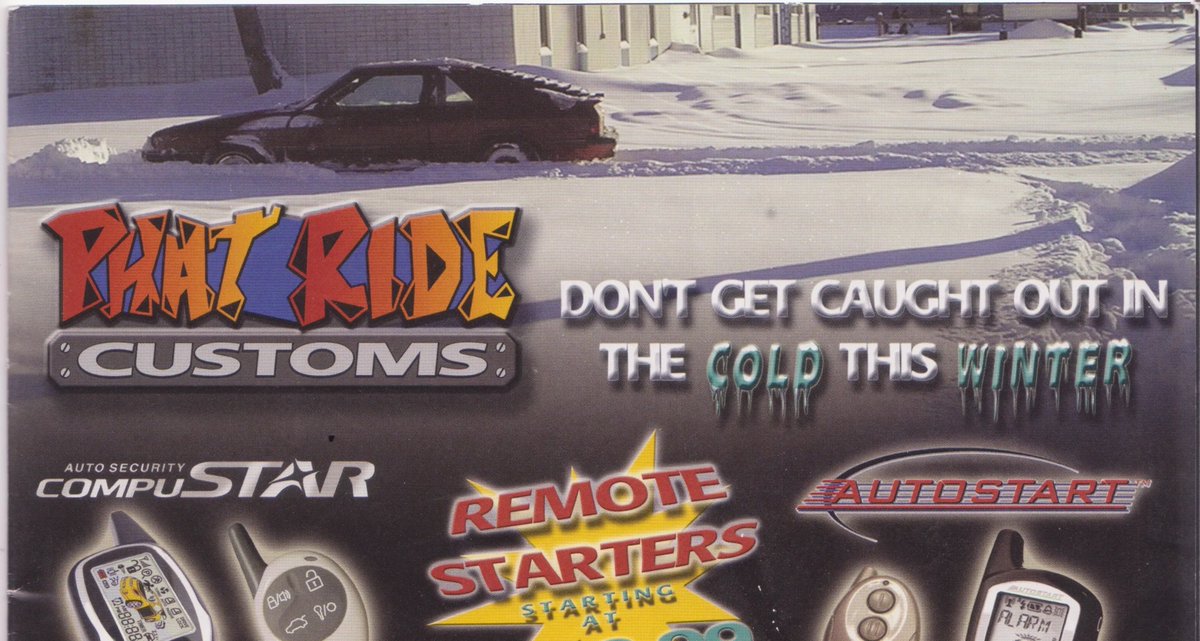 PHAT RIDE
CUSTOMS
DON'T GET CAUGHT OUT IN
THE COLD THIS WINTER
AUTO SECURITY
COMPUSTAR
REMOTE
STARTERS
STARTING
AT
AUTOSTART™
AUTOSTART
ALARM